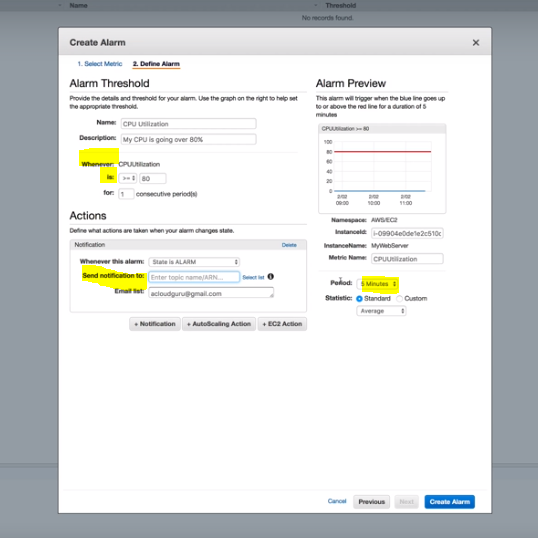 Name
Threshold
No records found.
Create Alarm
1. Select Metric
2. Define Alarm
Alarm Threshold
Provide the details and threshold for your alarm. Use the graph on the right to help set
the appropriate threshold.
Name: CPU Utilization
Description: My CPU is going over 80%
Whenever: CPUUtilization
is: >= 80
for: 1 consecutive period(s)
Actions
Define what actions are taken when your alarm changes state.
Notification
Delete
Whenever this alarm: State is ALARM
Send notification to: Enter topic name/ARN... Select list
Email list: acloudguru@gmail.com
+ Notification
+ AutoScaling Action
+ EC2 Action
Alarm Preview
This alarm will trigger when the blue line goes up
to or above the red line for a duration of 5
minutes
CPUUtilization >= 80
100
80
60
40
20
0
2/02 2/02 2/02
09:00 10:00 11:00
Namespace: AWS/EC2
InstanceId: i-09904e0de1e2c510
InstanceName: MyWebServer
Metric Name: CPUUtilization
Period: 5 Minutes
Statistic: Standard Custom
Average
Cancel
Previous
Next
Create Alarm